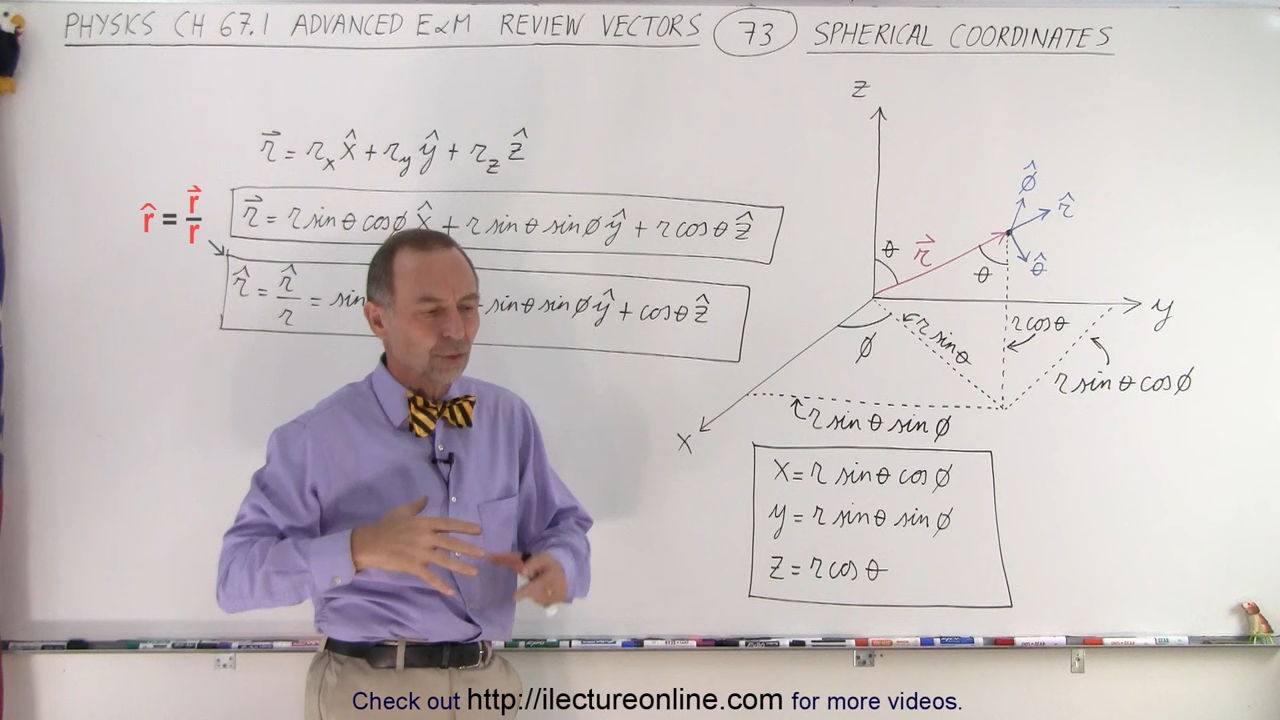 PHYSICS CH 67.1 ADVANCED E&M REVIEW VECTORS 73 SPHERICAL COORDINATES
r⃗ = r_x x̂ + r_y ŷ + r_z ẑ
r̂ = r⃗/r
r⃗ = r sinθ cosϕ x̂ + r sinθ sinϕ ŷ + r cosθ ẑ
r̂ = r̂/r = sin sinθ sinϕ ŷ + cosθ ẑ
z
ϕ̂
r̂
θ̂
θ
r⃗
θ
y
ϕ
r sinθ
r cosθ
r sinθ cosϕ
r sinθ sinϕ
x
x = r sinθ cosϕ
y = r sinθ sinϕ
z = r cosθ
Check out http://ilectureonline.com for more videos.